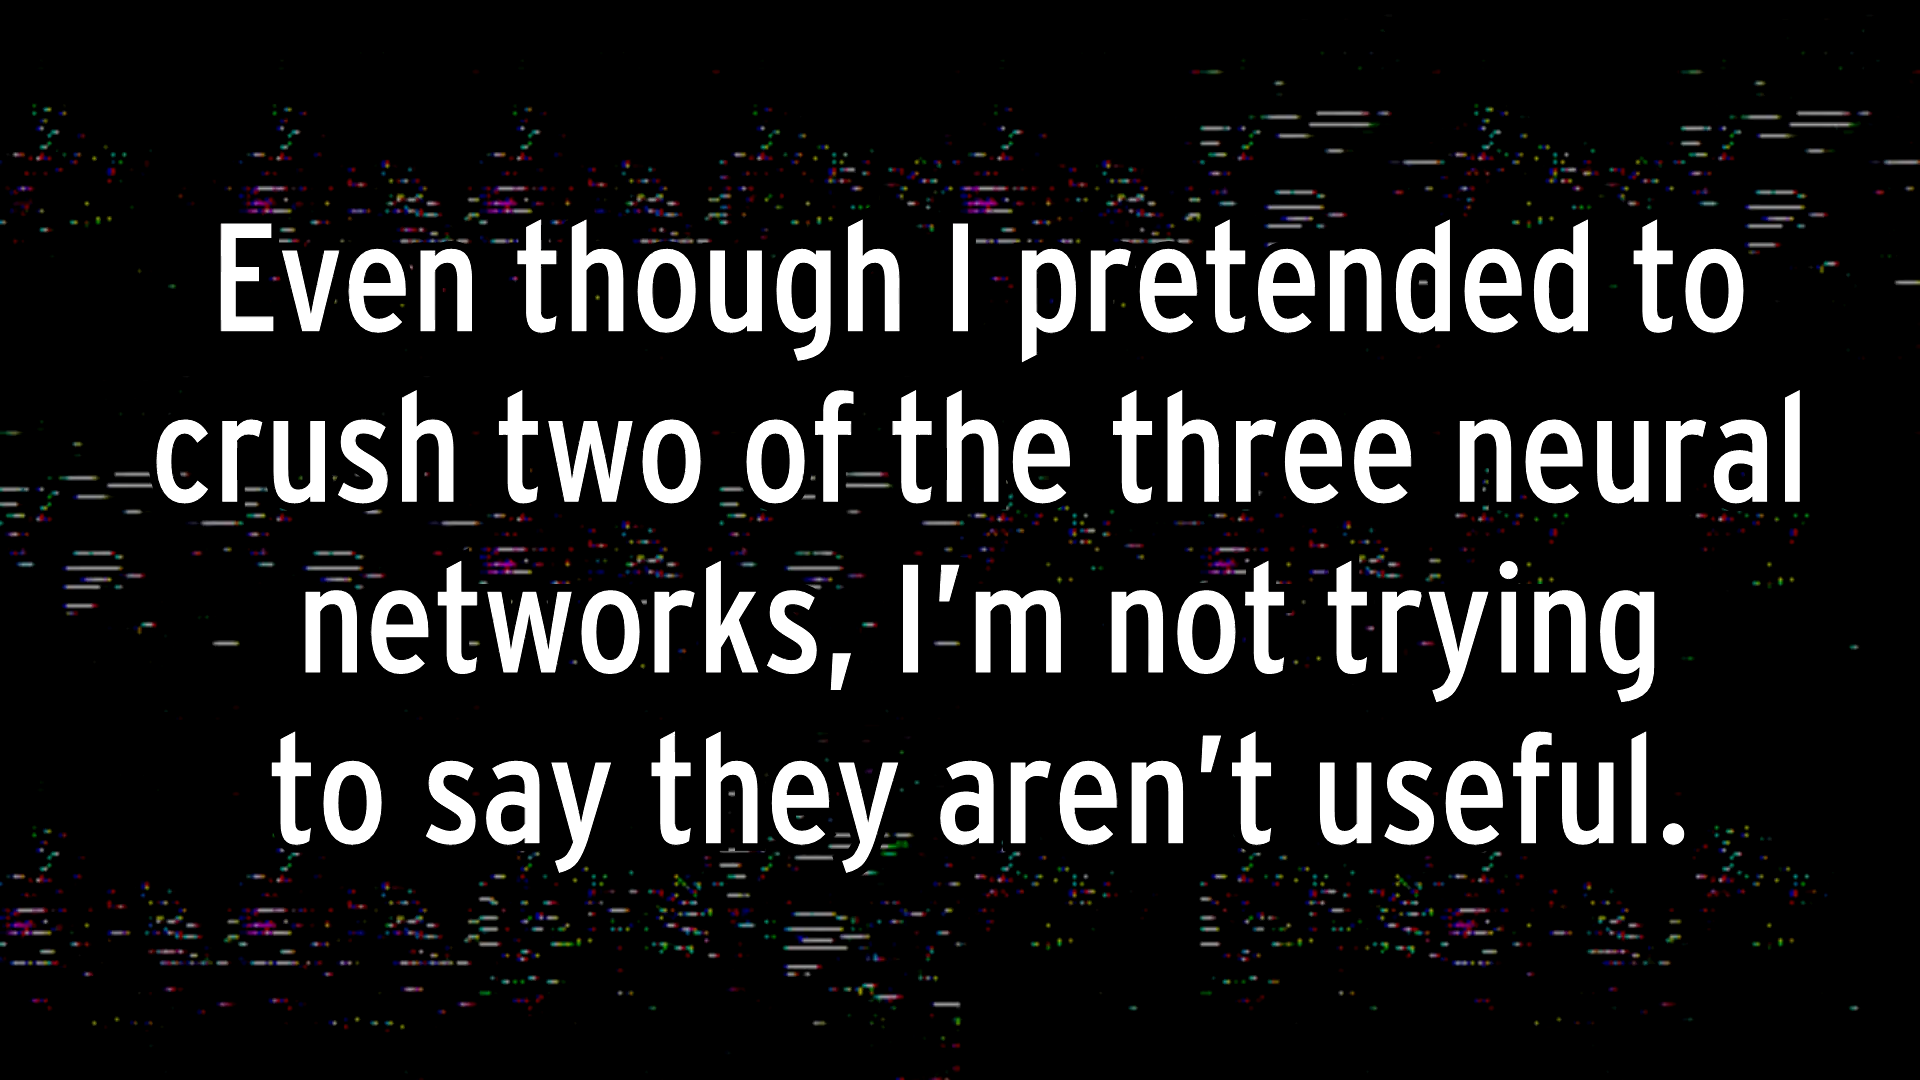 Even though I pretended to
crush two of the three neural
networks, I’m not trying
to say they aren’t useful.